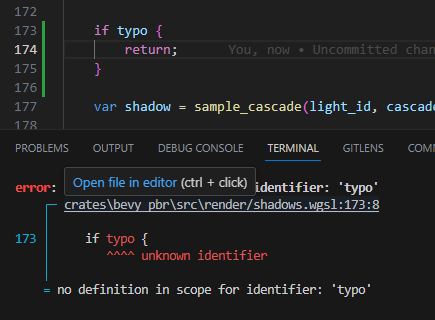 172
173 if typo {
174 return; You, now • Uncommitted chan
175 }
176
177 var shadow = sample_cascade(light_id, cascade
178
PROBLEMS OUTPUT DEBUG CONSOLE TERMINAL GITLENS COM
Open file in editor (ctrl + click)
error: identifier: 'typo'
crates\bevy_pbr\src\render/shadows.wgsl:173:8
173 if typo {
^^^^ unknown identifier
= no definition in scope for identifier: 'typo'